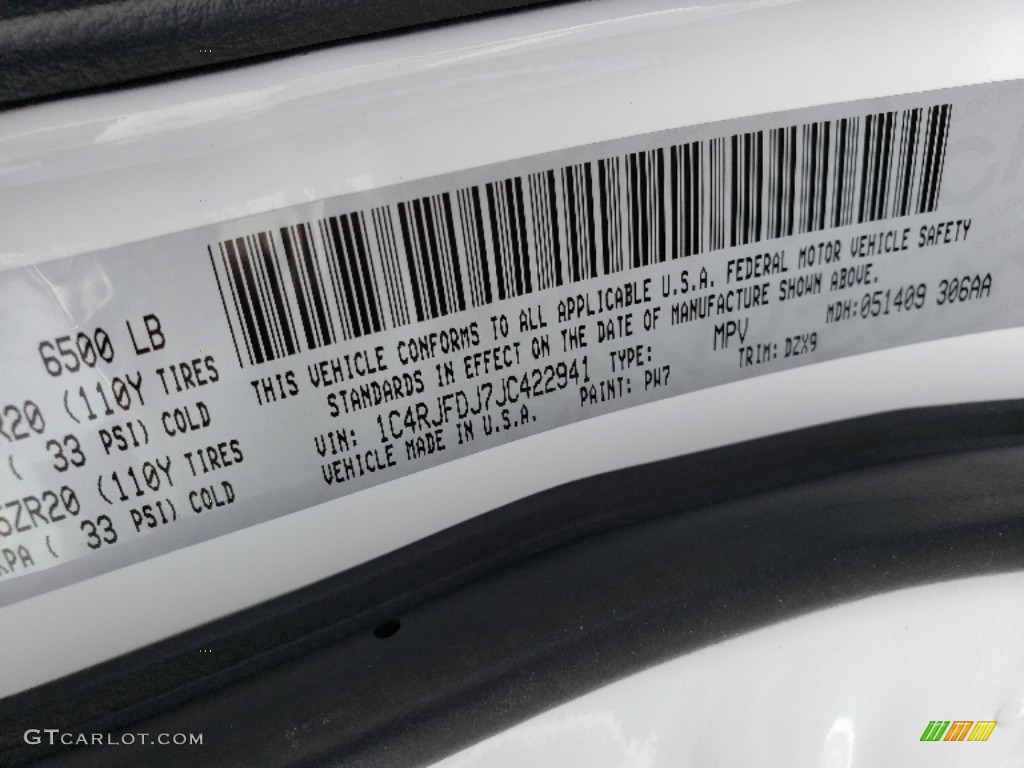 6500 LB
R20 (110Y TIRES
( 33 PSI) COLD
5ZR20 (110Y TIRES
KPA ( 33 PSI) COLD
THIS VEHICLE CONFORMS TO ALL APPLICABLE U.S.A. FEDERAL MOTOR VEHICLE SAFETY
STANDARDS IN EFFECT ON THE DATE OF MANUFACTURE SHOWN ABOVE.
VIN: 1C4RJFDJ7JC422941 TYPE: MPV MDH:051409 306AA
VEHICLE MADE IN U.S.A. PAINT: PW7 TRIM: DZX9
GTCARLOT.COM